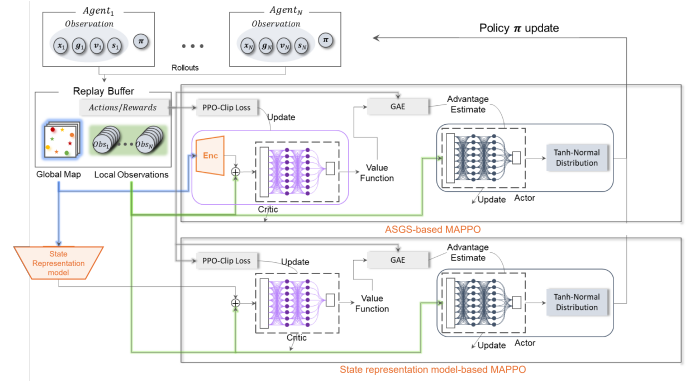 Agent₁
Observation
x₁ g₁ v₁ s₁ π
Agent_N
Observation
x_N g_N v_N s_N π
Rollouts
Policy π update
Replay Buffer
Actions/Rewards
Obs₁ Obs_N
Global Map
Local Observations
PPO-Clip Loss
Update
GAE
Advantage
Estimate
Enc
Critic
Value
Function
Tanh-Normal
Distribution
Update
Actor
ASGS-based MAPPO
State
Representation
model
PPO-Clip Loss
Update
GAE
Advantage
Estimate
Critic
Value
Function
Tanh-Normal
Distribution
Update
Actor
State representation model-based MAPPO